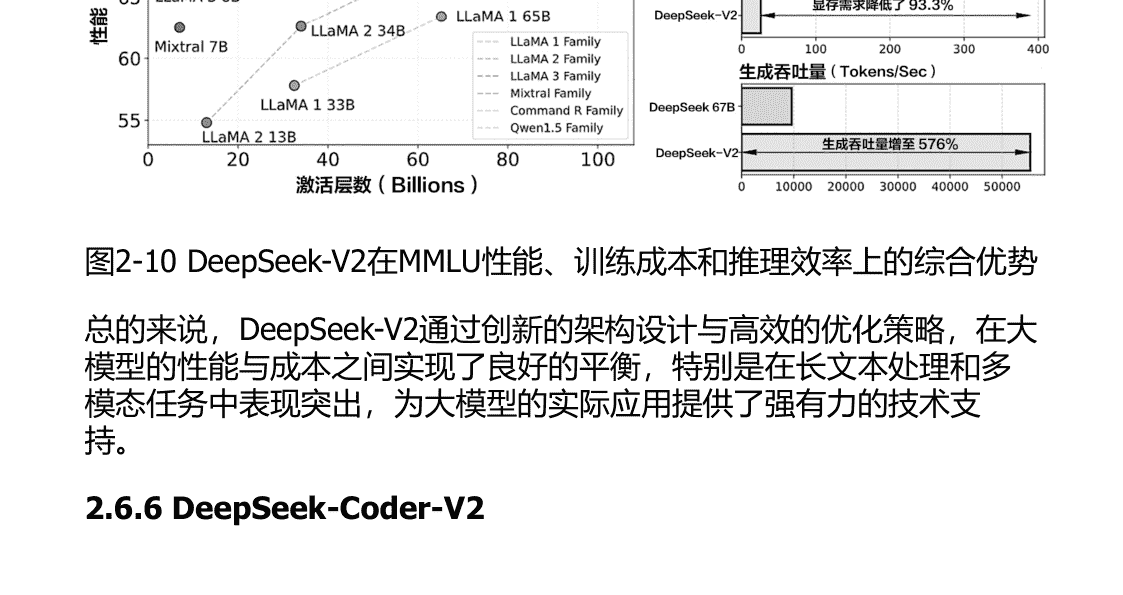 LLaMA 3 8B
65
LLaMA 1 65B
LLaMA 2 34B
Mixtral 7B
性能
60
LLaMA 1 33B
55
LLaMA 2 13B
LLaMA 1 Family
LLaMA 2 Family
LLaMA 3 Family
Mixtral Family
Command R Family
Qwen1.5 Family
0 20 40 60 80 100
激活层数（Billions）
DeepSeek-V2
显存需求降低了 93.3%
0 100 200 300 400
生成吞吐量（Tokens/Sec）
DeepSeek 67B
DeepSeek-V2
生成吞吐量增至 576%
0 10000 20000 30000 40000 50000
图2-10 DeepSeek-V2在MMLU性能、训练成本和推理效率上的综合优势
总的来说，DeepSeek-V2通过创新的架构设计与高效的优化策略，在大
模型的性能与成本之间实现了良好的平衡，特别是在长文本处理和多
模态任务中表现突出，为大模型的实际应用提供了强有力的技术支
持。
2.6.6 DeepSeek-Coder-V2